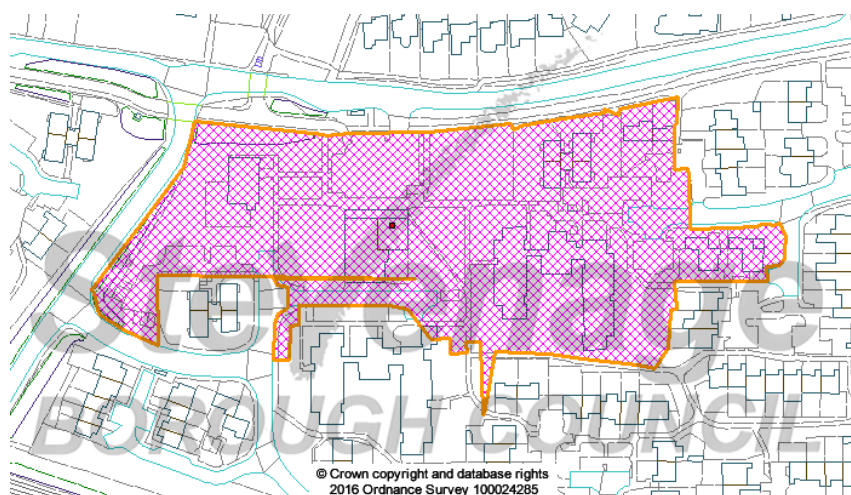 Stevenage
BOROUGH COUNCIL
© Crown copyright and database rights
2016 Ordnance Survey 100024285